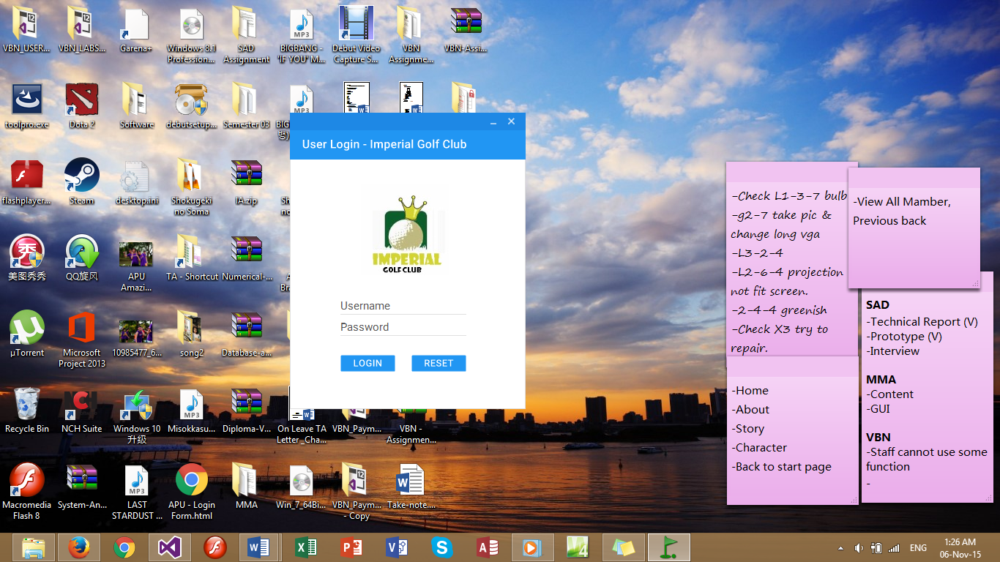 VBN_USER...
VBN_LABS...
Garena+
Windows 8.1
Profession...
SAD
Assignment
BIGBANG -
'IF YOU' M...
Debut Video
Capture S...
VBN
Assignme...
VBN-Assi...
toolpro.exe
Dota 2
Software
debutsetup...
Semester 03
flashplayer...
Steam
desktop.ini
Shokugeki
no Soma
IA.zip
美图秀秀
QQ旋风
APU
Amazi...
TA - Shortcut
Numerical-...
µTorrent
Microsoft
Project 2013
10985477_6...
song2
Database-a...
Recycle Bin
NCH Suite
Windows 10
升级
Misokkasu...
Diploma-V...
On Leave TA
Letter _Cha...
VBN_Paym...
VBN -
Assignmen...
Macromedia
Flash 8
System-An...
LAST
STARDUST ...
APU - Login
Form.html
MMA
Win_7_64Bi...
VBN_Paym...
- Copy
Take-note....
User Login - Imperial Golf Club
IMPERIAL
GOLF CLUB
Username
Password
LOGIN
RESET
-Check L1-3-7 bulb
-g2-7 take pic &
change long vga
-L3-2-4
-L2-6-4 projection
not fit screen.
-2-4-4 greenish
-Check X3 try to
repair.
-View All Mamber,
Previous back
-Home
-About
-Story
-Character
-Back to start page
SAD
-Technical Report (V)
-Prototype (V)
-Interview
MMA
-Content
-GUI
VBN
-Staff cannot use some
function
-
ENG
1:26 AM
06-Nov-15